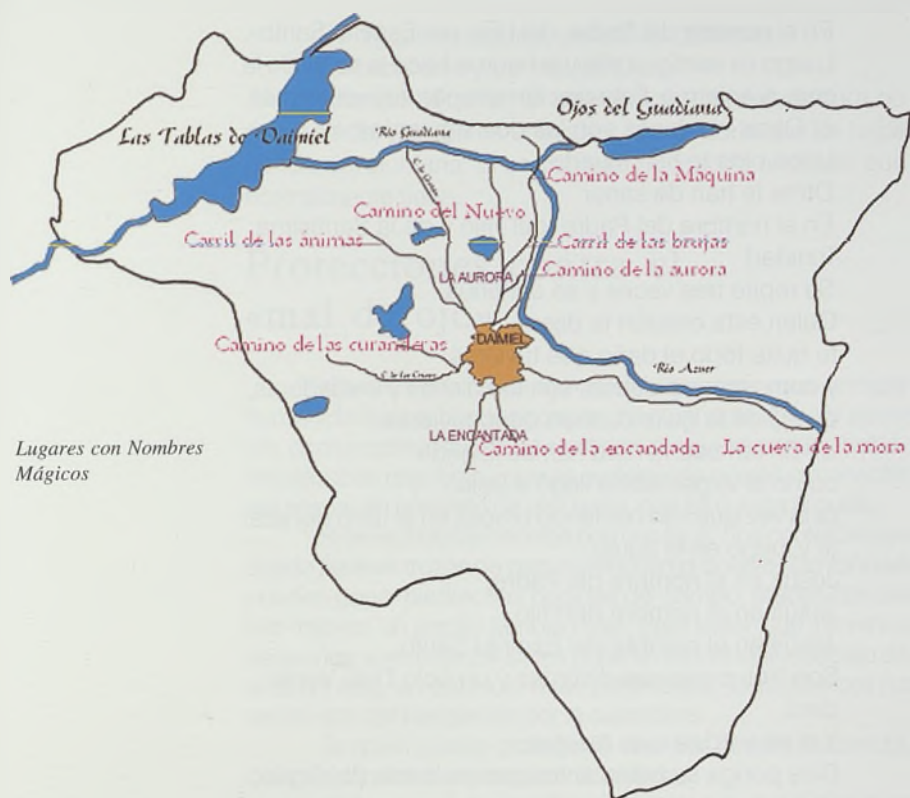 Ojos del Guadiana
Las Tablas de Daimiel
Río Guadiana
Camino de la Máquina
Camino del Nuevo
Carril de las ánimas
Carril de las brujas
LA AURORA
Camino de la aurora
DAIMIEL
Camino de las curanderas
Río Azuer
LA ENCANTADA
Camino de la encandada
La cueva de la mora
Lugares con Nombres
Mágicos